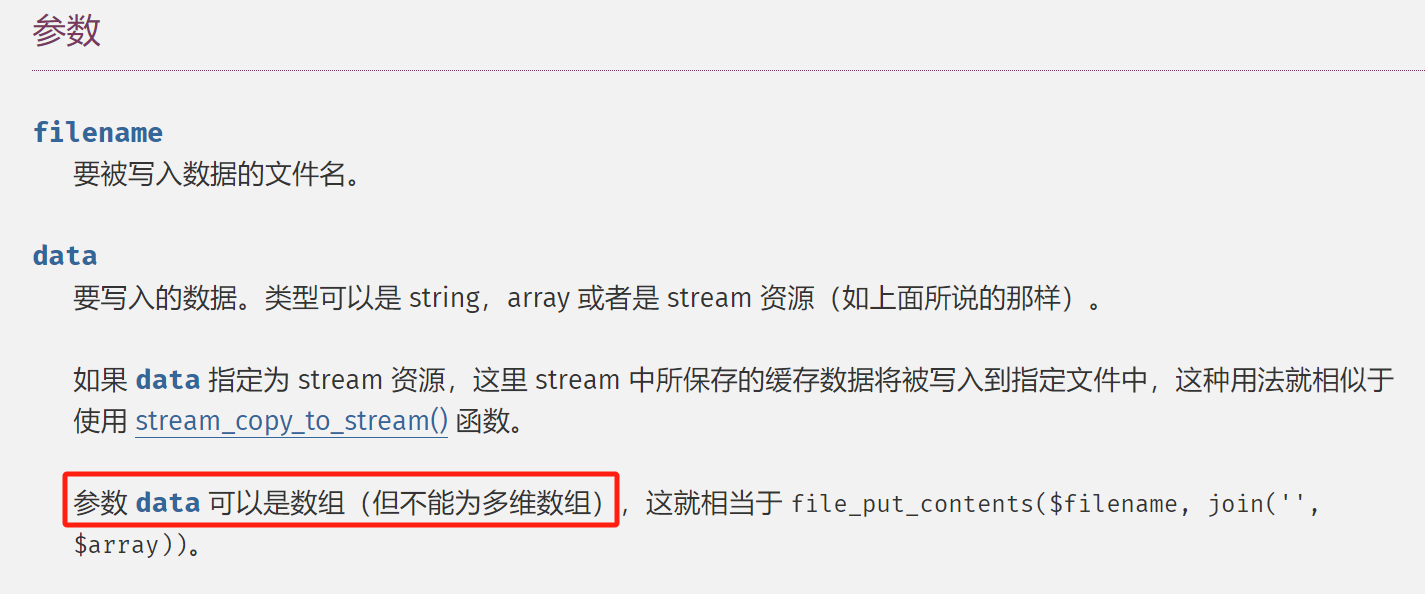 参数
filename
要被写入数据的文件名。
data
要写入的数据。类型可以是 string，array 或者是 stream 资源（如上面所说的那样）。
如果 data 指定为 stream 资源，这里 stream 中所保存的缓存数据将被写入到指定文件中，这种用法就相似于
使用 stream_copy_to_stream() 函数。
参数 data 可以是数组（但不能为多维数组），这就相当于 file_put_contents($filename, join('',
$array))。